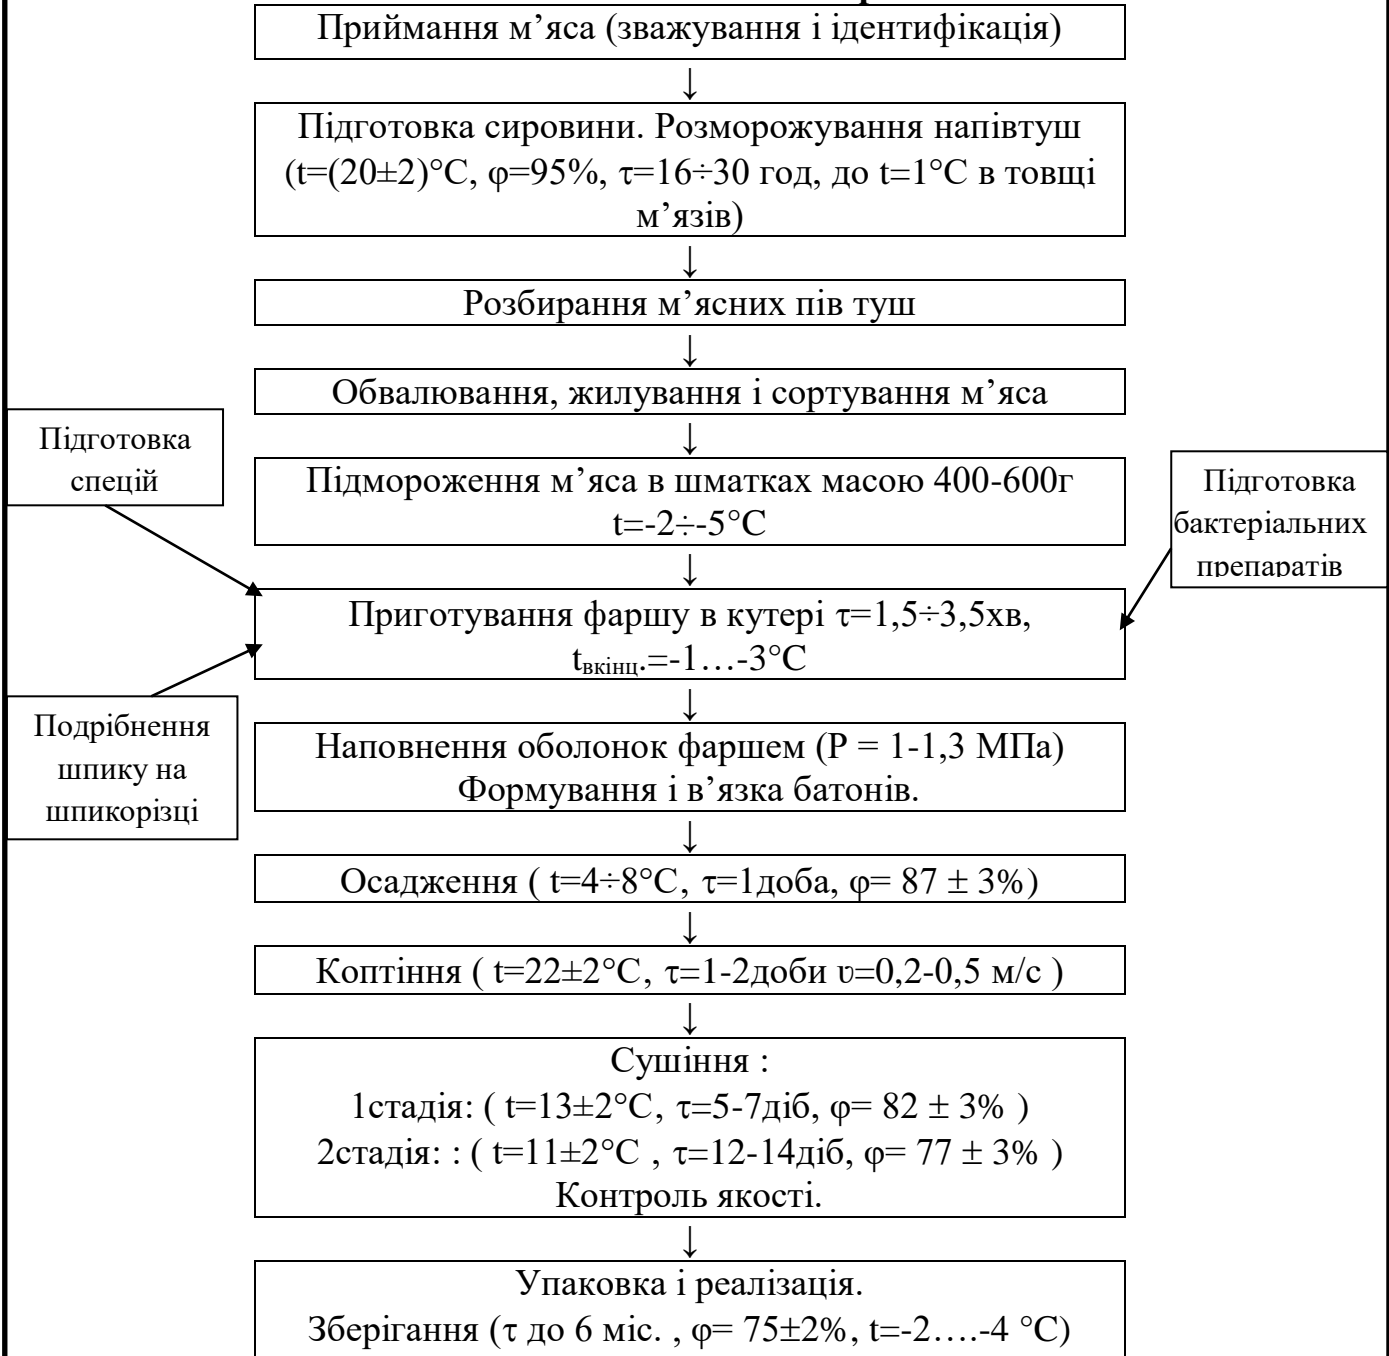 Приймання м’яса (зважування і ідентифікація)
↓
Підготовка сировини. Розморожування напівтуш
(t=(20±2)°С, φ=95%, τ=16÷30 год, до t=1°С в товщі
м’язів)
↓
Розбирання м’ясних пів туш
↓
Обвалювання, жилування і сортування м’яса
↓
Підготовка
спецій
Підмороження м’яса в шматках масою 400-600г
t=-2÷-5°С
Підготовка
бактеріальних
препаратів
↓
Приготування фаршу в кутері τ=1,5÷3,5хв,
tвкінц.=-1…-3°С
↓
Подрібнення
шпику на
шпикорізці
Наповнення оболонок фаршем (Р = 1-1,3 МПа)
Формування і в’язка батонів.
↓
Осадження ( t=4÷8°С, τ=1доба, φ= 87 ± 3%)
↓
Коптіння ( t=22±2°С, τ=1-2доби υ=0,2-0,5 м/с )
↓
Сушіння :
1стадія: ( t=13±2°С, τ=5-7діб, φ= 82 ± 3% )
2стадія: : ( t=11±2°С , τ=12-14діб, φ= 77 ± 3% )
Контроль якості.
↓
Упаковка і реалізація.
Зберігання (τ до 6 міс. , φ= 75±2%, t=-2….-4 °С)